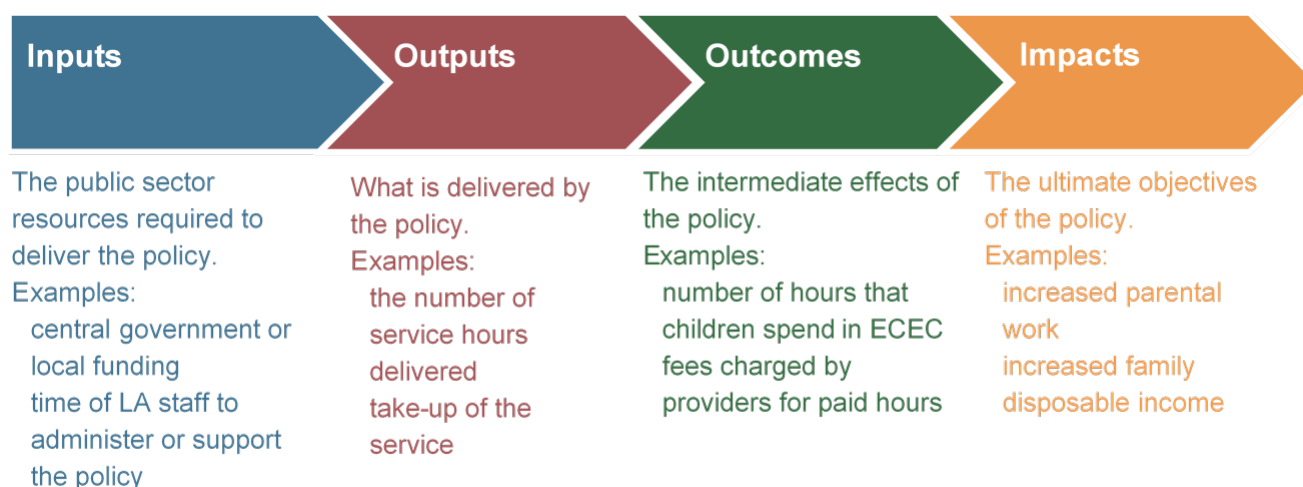 Inputs
Outputs
Outcomes
Impacts
The public sector
resources required to
deliver the policy.
Examples:
central government or
local funding
time of LA staff to
administer or support
the policy
What is delivered by
the policy.
Examples:
the number of
service hours
delivered
take-up of the
service
The intermediate effects of
the policy.
Examples:
number of hours that
children spend in ECEC
fees charged by
providers for paid hours
The ultimate objectives
of the policy.
Examples:
increased parental
work
increased family
disposable income